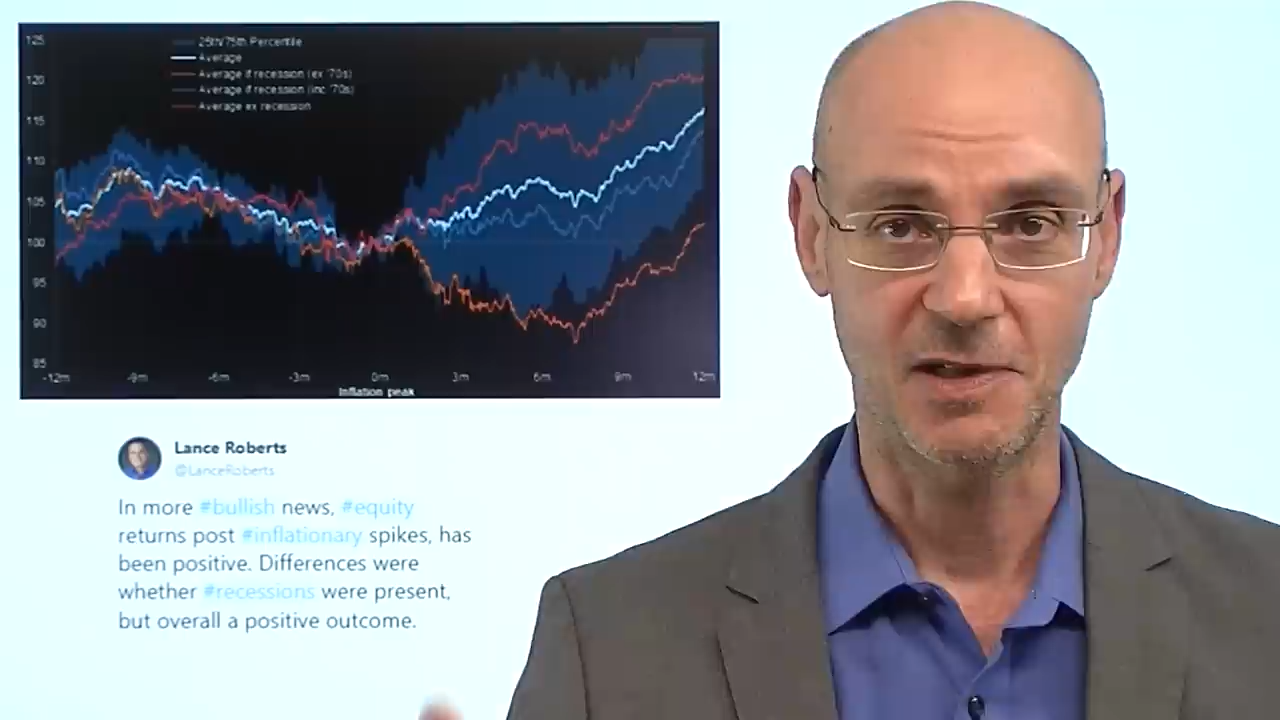 125
120
115
110
105
100
95
90
85
25th/75th Percentile
Average
Average if recession (ex '70s)
Average if recession (inc '70s)
Average ex recession
-12m -9m -6m -3m 0m 3m 6m 9m 12m
Inflation peak
Lance Roberts
@LanceRoberts
In more #bullish news, #equity
returns post #inflationary spikes, has
been positive. Differences were
whether #recessions were present,
but overall a positive outcome.